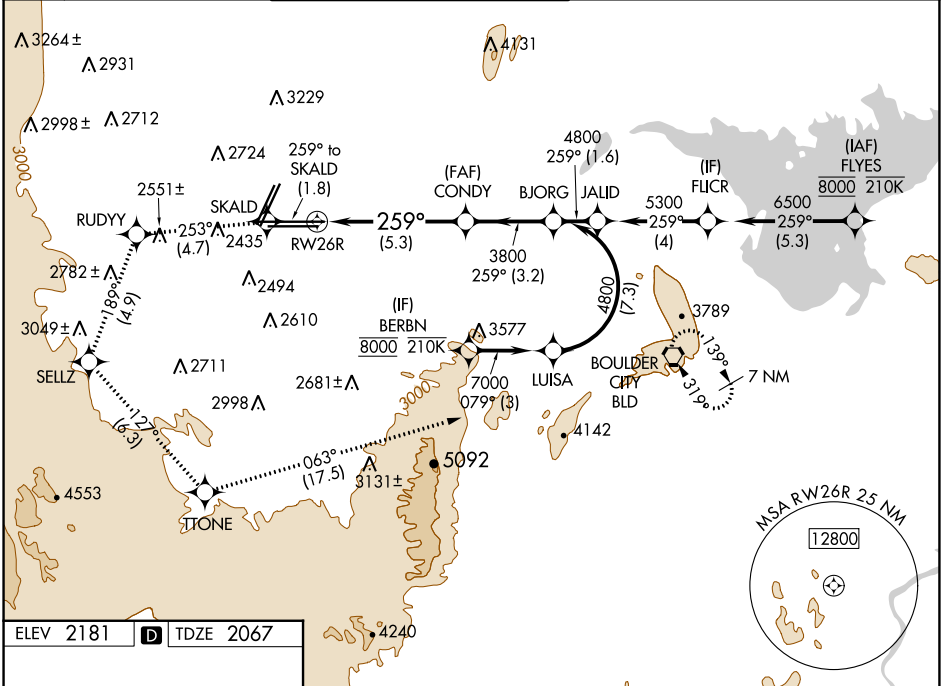 3264±
2931
4131
3229
2998±
2712
3000
2724
259° to
SKALD
(1.8)
4800
259° (1.6)
(IAF)
FLYES
8000 210K
(FAF)
CONDY
(IF)
FLICR
2551±
SKALD
BJORG
JALID
5300
259°
(4)
6500
259°
(5.3)
RUDYY
253°
(4.7)
2435
RW26R
259°
(5.3)
3800
259° (3.2)
2782±
189°
(4.9)
2494
4800
(7.3)
(IF)
BERBN
8000 210K
3577
3789
3049±
2610
139°
7 NM
319°
BOULDER
CITY
BLD
SELLZ
2711
2681±
LUISA
7000
079° (3)
3000
2998
127°
(6.3)
4142
063°
(17.5)
5092
3131±
4553
TTONE
MSA RW26R 25 NM
12800
ELEV 2181 D TDZE 2067
4240